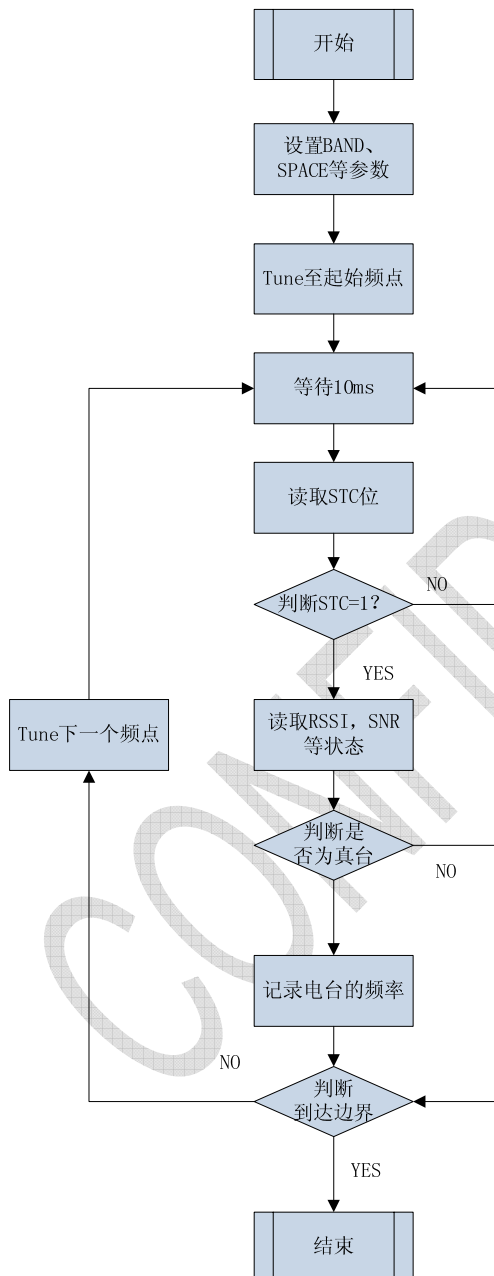 开始
设置BAND、
SPACE等参数
Tune至起始频点
等待10ms
读取STC位
判断STC=1?
NO
YES
Tune下一个频点
读取RSSI，SNR
等状态
判断是
否为真台
NO
记录电台的频率
NO
判断
到达边界
YES
结束
CONFID